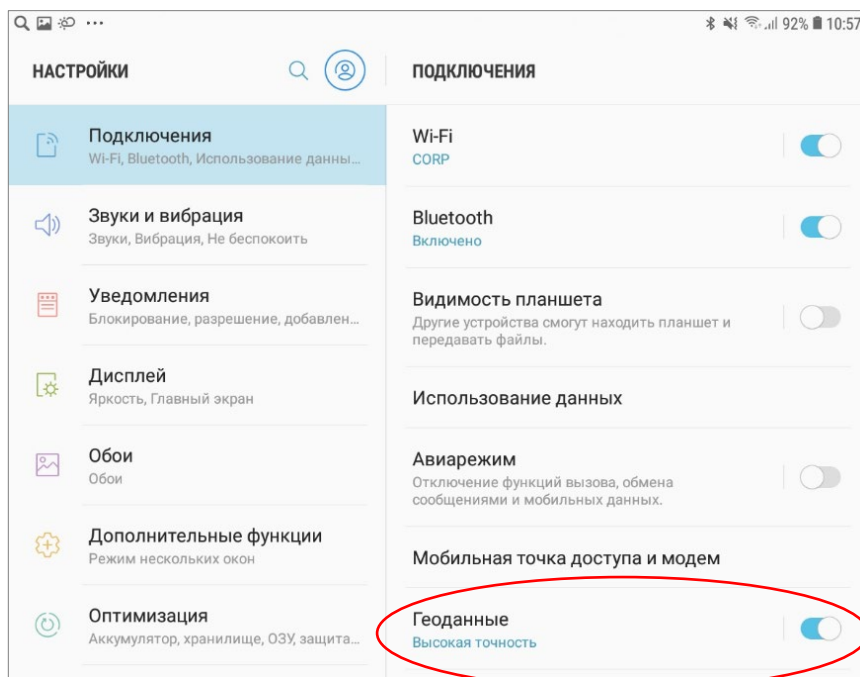 92% 10:57
НАСТРОЙКИ
Подключения
Wi-Fi, Bluetooth, Использование данны...
Звуки и вибрация
Звуки, Вибрация, Не беспокоить
Уведомления
Блокирование, разрешение, добавлен...
Дисплей
Яркость, Главный экран
Обои
Обои
Дополнительные функции
Режим нескольких окон
Оптимизация
Аккумулятор, хранилище, ОЗУ, защита...
ПОДКЛЮЧЕНИЯ
Wi-Fi
CORP
Bluetooth
Включено
Видимость планшета
Другие устройства смогут находить планшет и
передавать файлы.
Использование данных
Авиарежим
Отключение функций вызова, обмена
сообщениями и мобильных данных.
Мобильная точка доступа и модем
Геоданные
Высокая точность